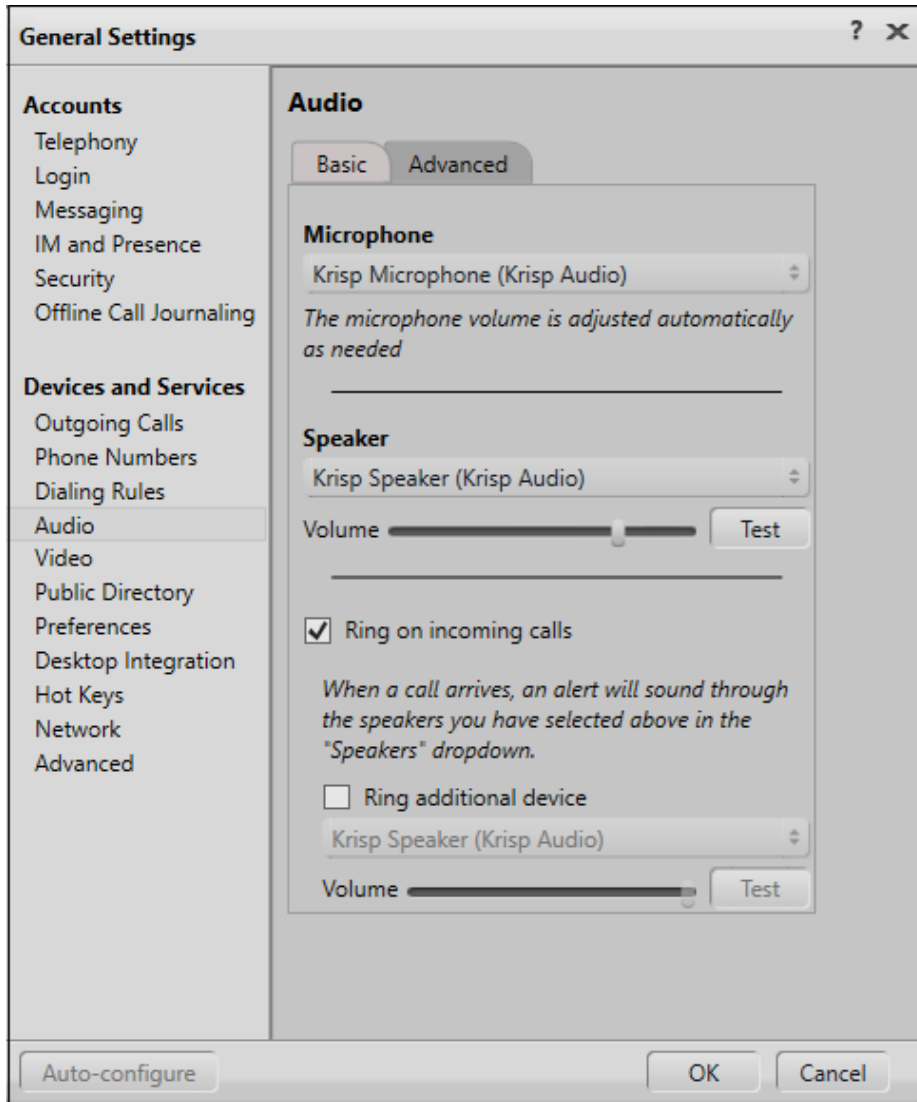 General Settings
?
Accounts
Telephony
Login
Messaging
IM and Presence
Security
Offline Call Journaling
Devices and Services
Outgoing Calls
Phone Numbers
Dialing Rules
Audio
Video
Public Directory
Preferences
Desktop Integration
Hot Keys
Network
Advanced
Audio
Basic
Advanced
Microphone
Krisp Microphone (Krisp Audio)
The microphone volume is adjusted automatically
as needed
Speaker
Krisp Speaker (Krisp Audio)
Volume
Test
Ring on incoming calls
When a call arrives, an alert will sound through
the speakers you have selected above in the
"Speakers" dropdown.
Ring additional device
Krisp Speaker (Krisp Audio)
Volume
Test
Auto-configure
OK
Cancel